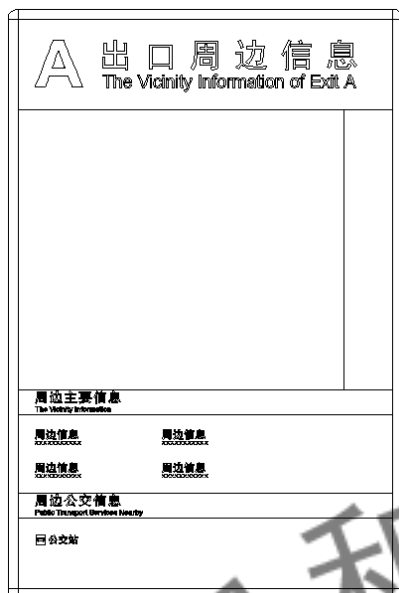 A 出口周边信息
The Vicinity Information of Exit A
周边主要信息
The Vicinity Information
周边信息 周边信息
周边信息 周边信息
周边公交信息
Public Transport Services Nearby
公交站
和